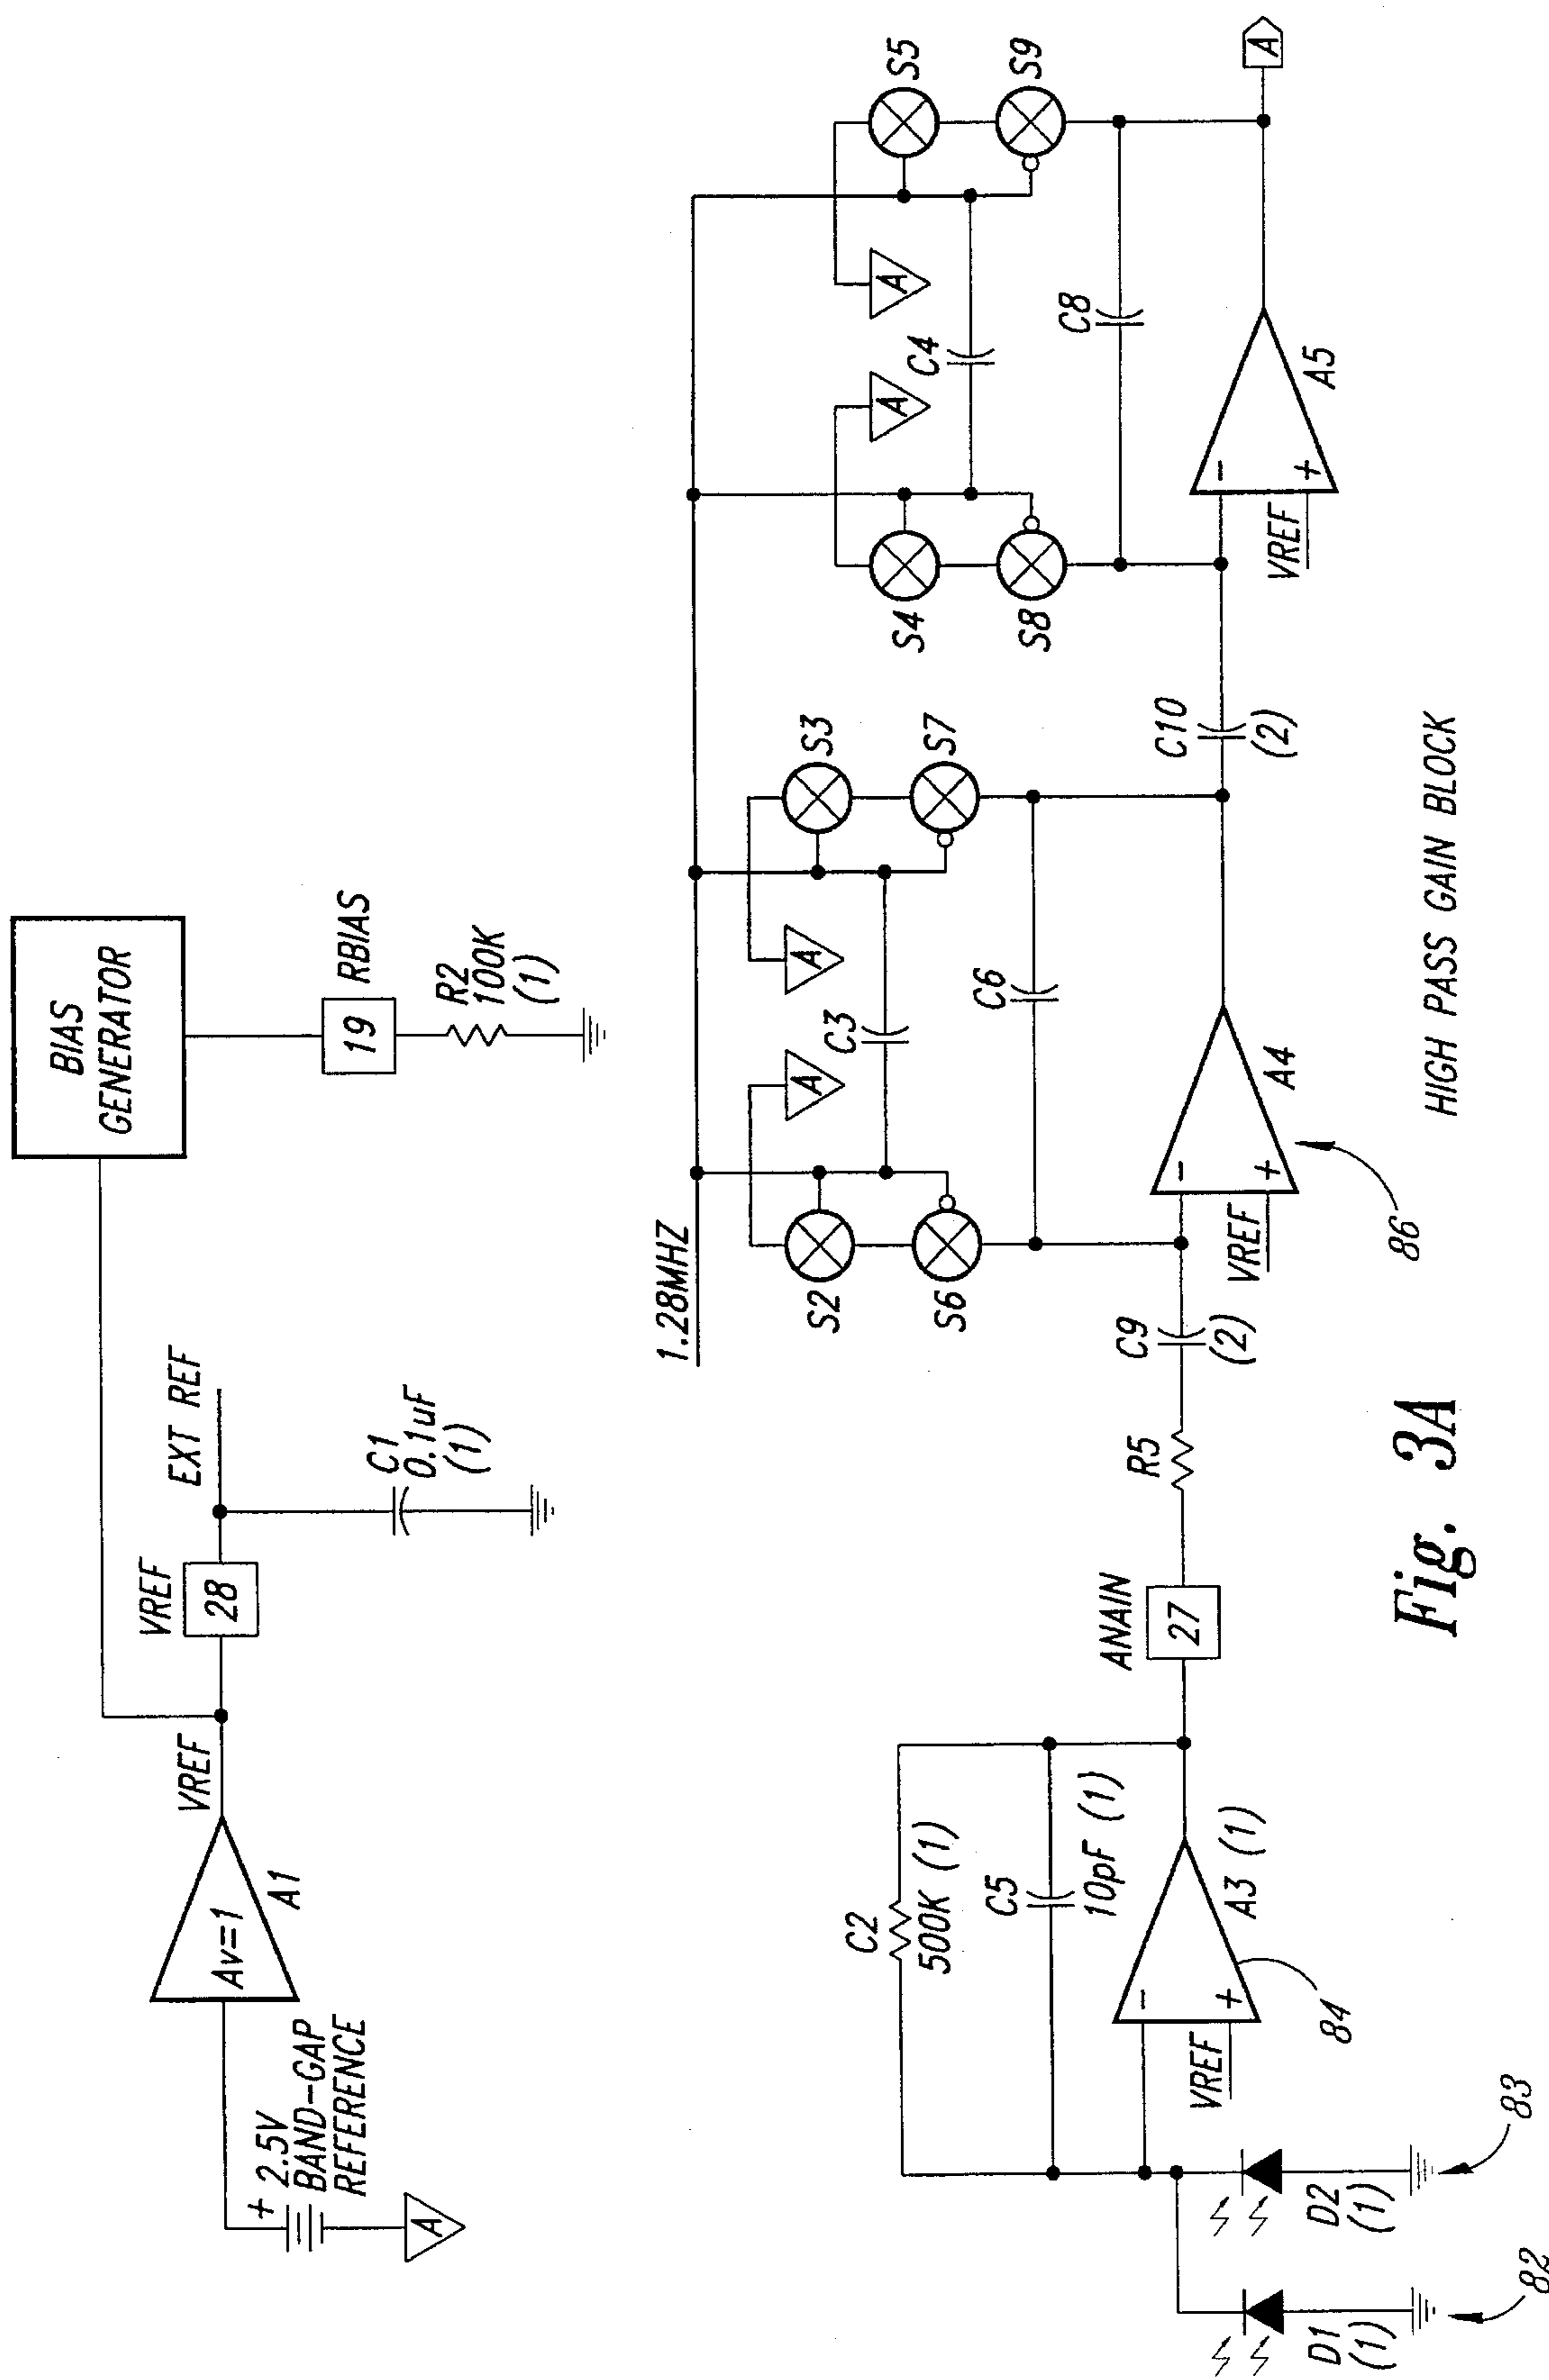 BIAS
GENERATOR
19
RBIAS
R2
100K
(1)
EXT REF
VREF
28
C1
0.1uF
(1)
VREF
Av=1
A1
+
2.5V
BAND-GAP
REFERENCE
A
1.28MHZ
S2
S6
A
A
C3
C6
S3
S7
S4
S8
A
A
C4
C8
S5
S9
A
C2
500K (1)
C5
10pF (1)
-
+
VREF
A3 (1)
84
D1
(1)
82
D2
(1)
83
ANAIN
27
R5
C9
(2)
-
+
VREF
A4
86
C10
(2)
-
+
VREF
A5
HIGH PASS GAIN BLOCK
Fig. 3A